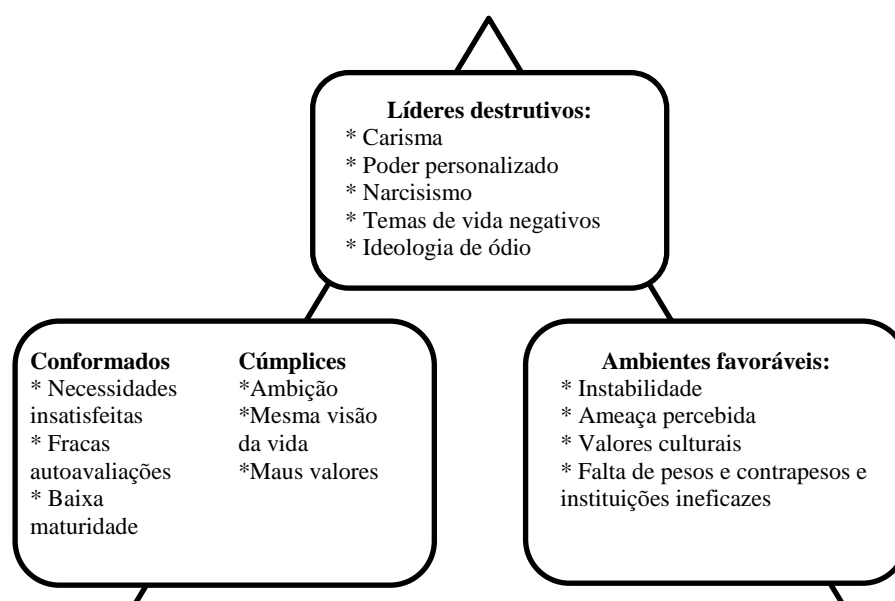 Líderes destrutivos:
* Carisma
* Poder personalizado
* Narcisismo
* Temas de vida negativos
* Ideologia de ódio
Conformados
* Necessidades
insatisfeitas
* Fracas
autoavaliações
* Baixa
maturidade
Cúmplices
*Ambição
*Mesma visão
da vida
*Maus valores
Ambientes favoráveis:
* Instabilidade
* Ameaça percebida
* Valores culturais
* Falta de pesos e contrapesos e
instituições ineficazes